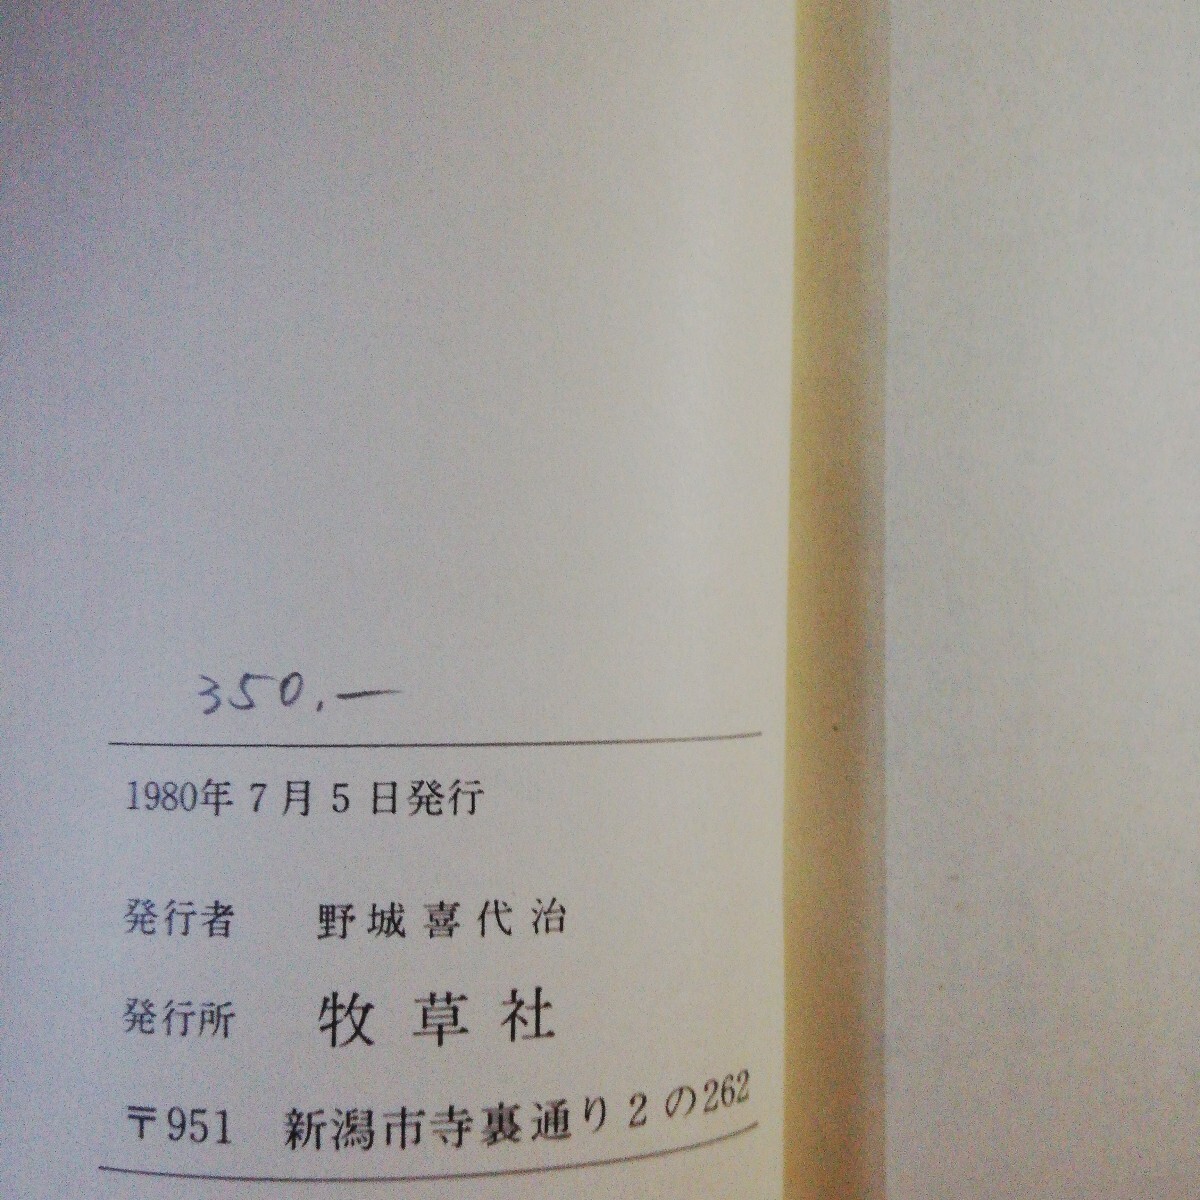 350.―
1980年7月5日発行
発行者 野城喜代治
発行所 牧草社
〒951 新潟市寺裏通り2の262